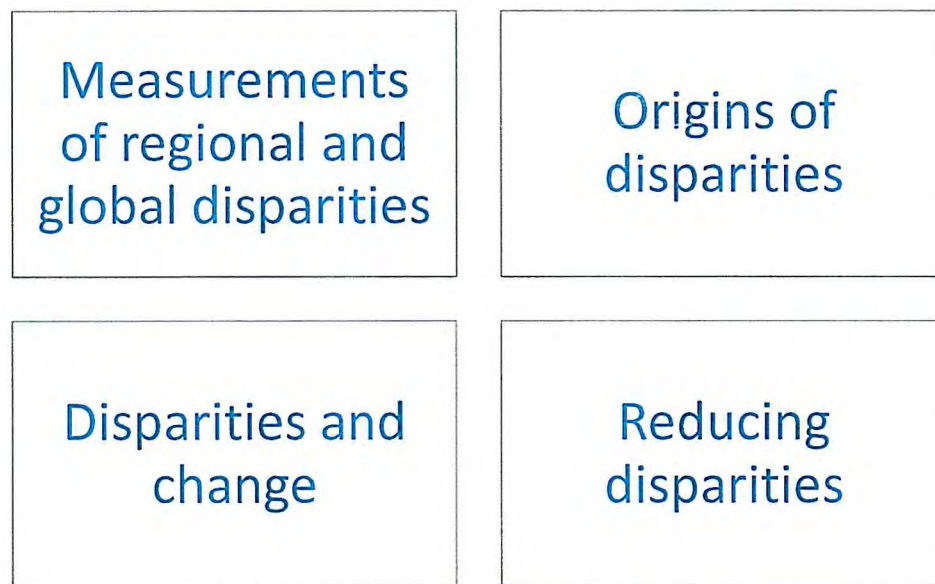 Measurements
of regional and
global disparities
Origins of
disparities
Disparities and
change
Reducing
disparities